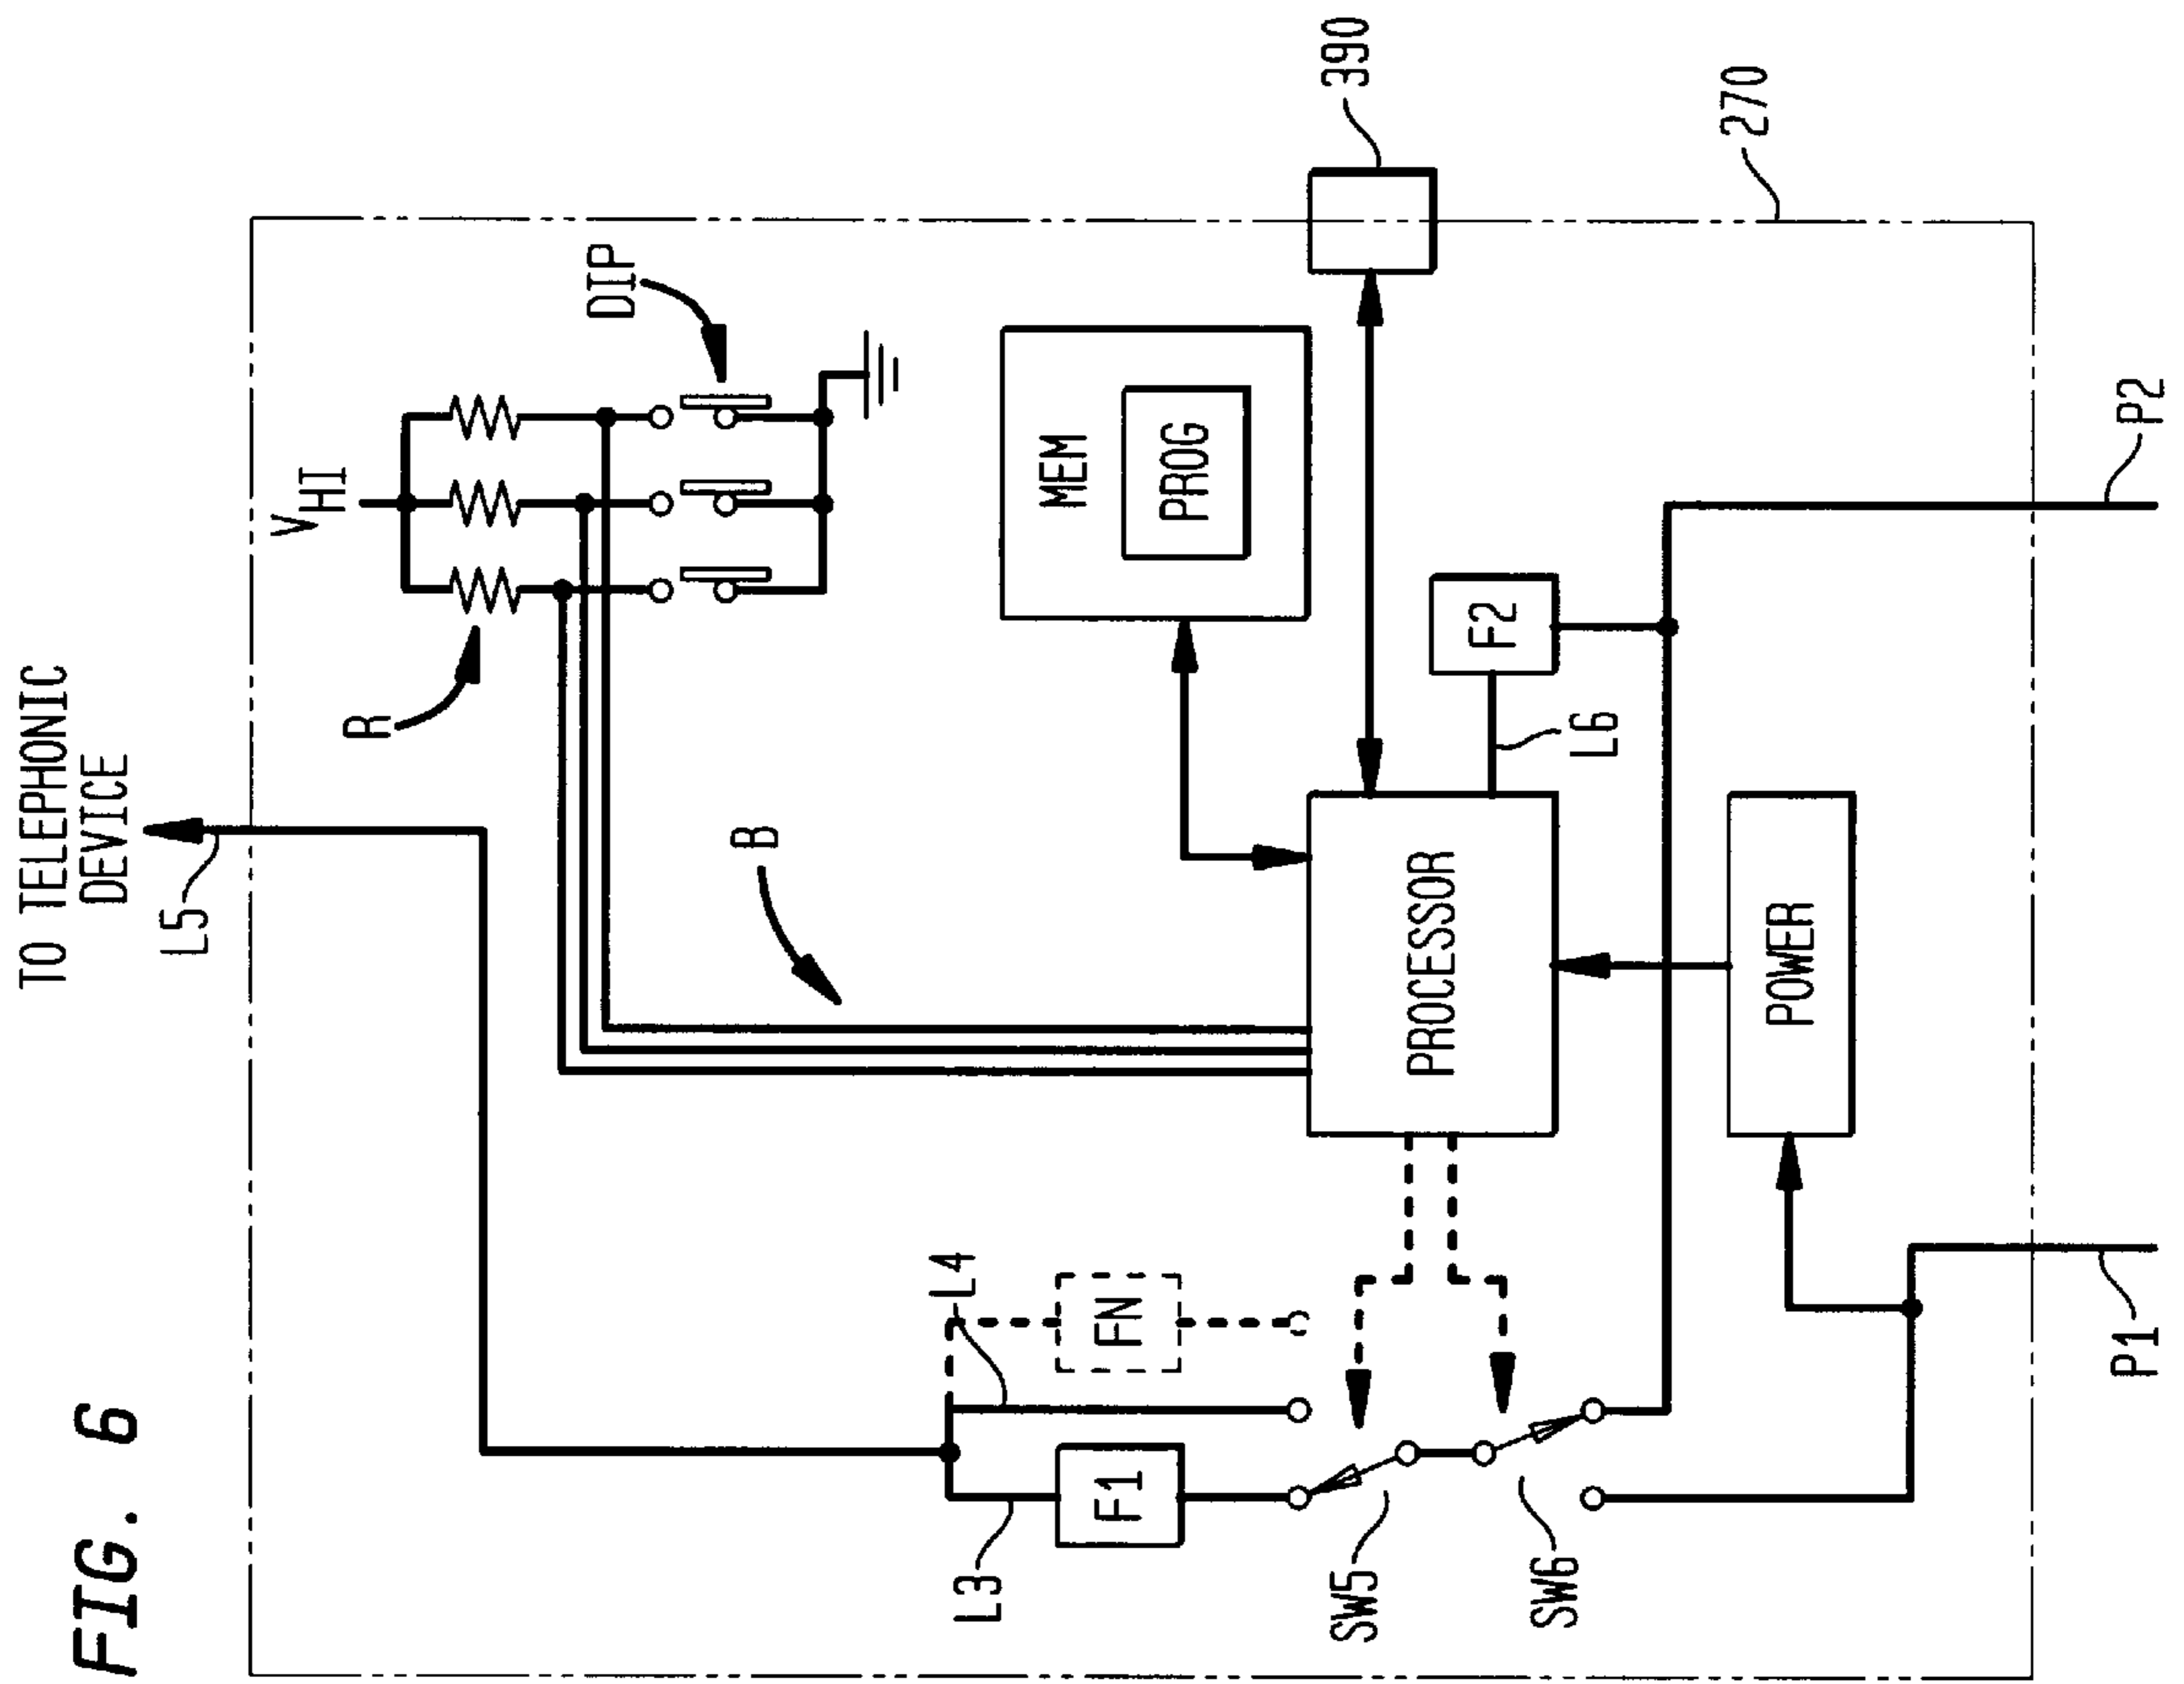 FIG. 6
TO TELEPHONIC
DEVICE
L5
R
VHI
DIP
B
MEM
PROG
390
270
L4
L3
F1
FN
PROCESSOR
F2
L6
SW5
SW6
POWER
P1
P2